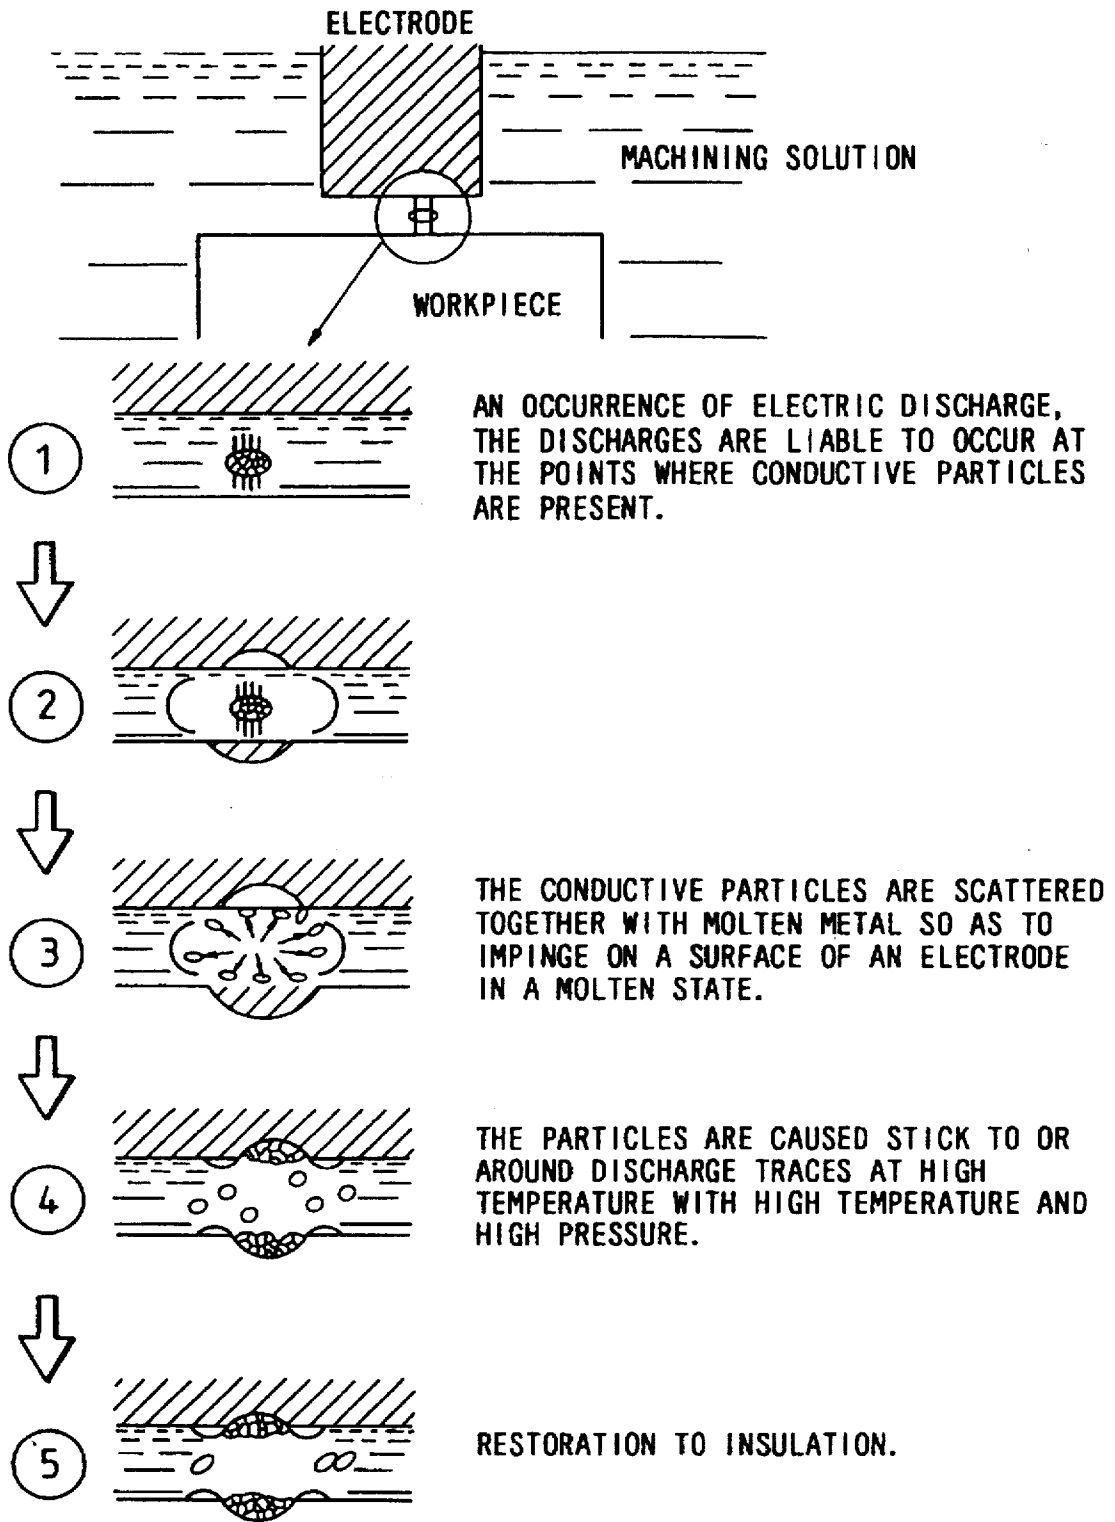 ELECTRODE
MACHINING SOLUTION
WORKPIECE
1
AN OCCURRENCE OF ELECTRIC DISCHARGE,
THE DISCHARGES ARE LIABLE TO OCCUR AT
THE POINTS WHERE CONDUCTIVE PARTICLES
ARE PRESENT.
2
3
THE CONDUCTIVE PARTICLES ARE SCATTERED
TOGETHER WITH MOLTEN METAL SO AS TO
IMPINGE ON A SURFACE OF AN ELECTRODE
IN A MOLTEN STATE.
4
THE PARTICLES ARE CAUSED STICK TO OR
AROUND DISCHARGE TRACES AT HIGH
TEMPERATURE WITH HIGH TEMPERATURE AND
HIGH PRESSURE.
5
RESTORATION TO INSULATION.